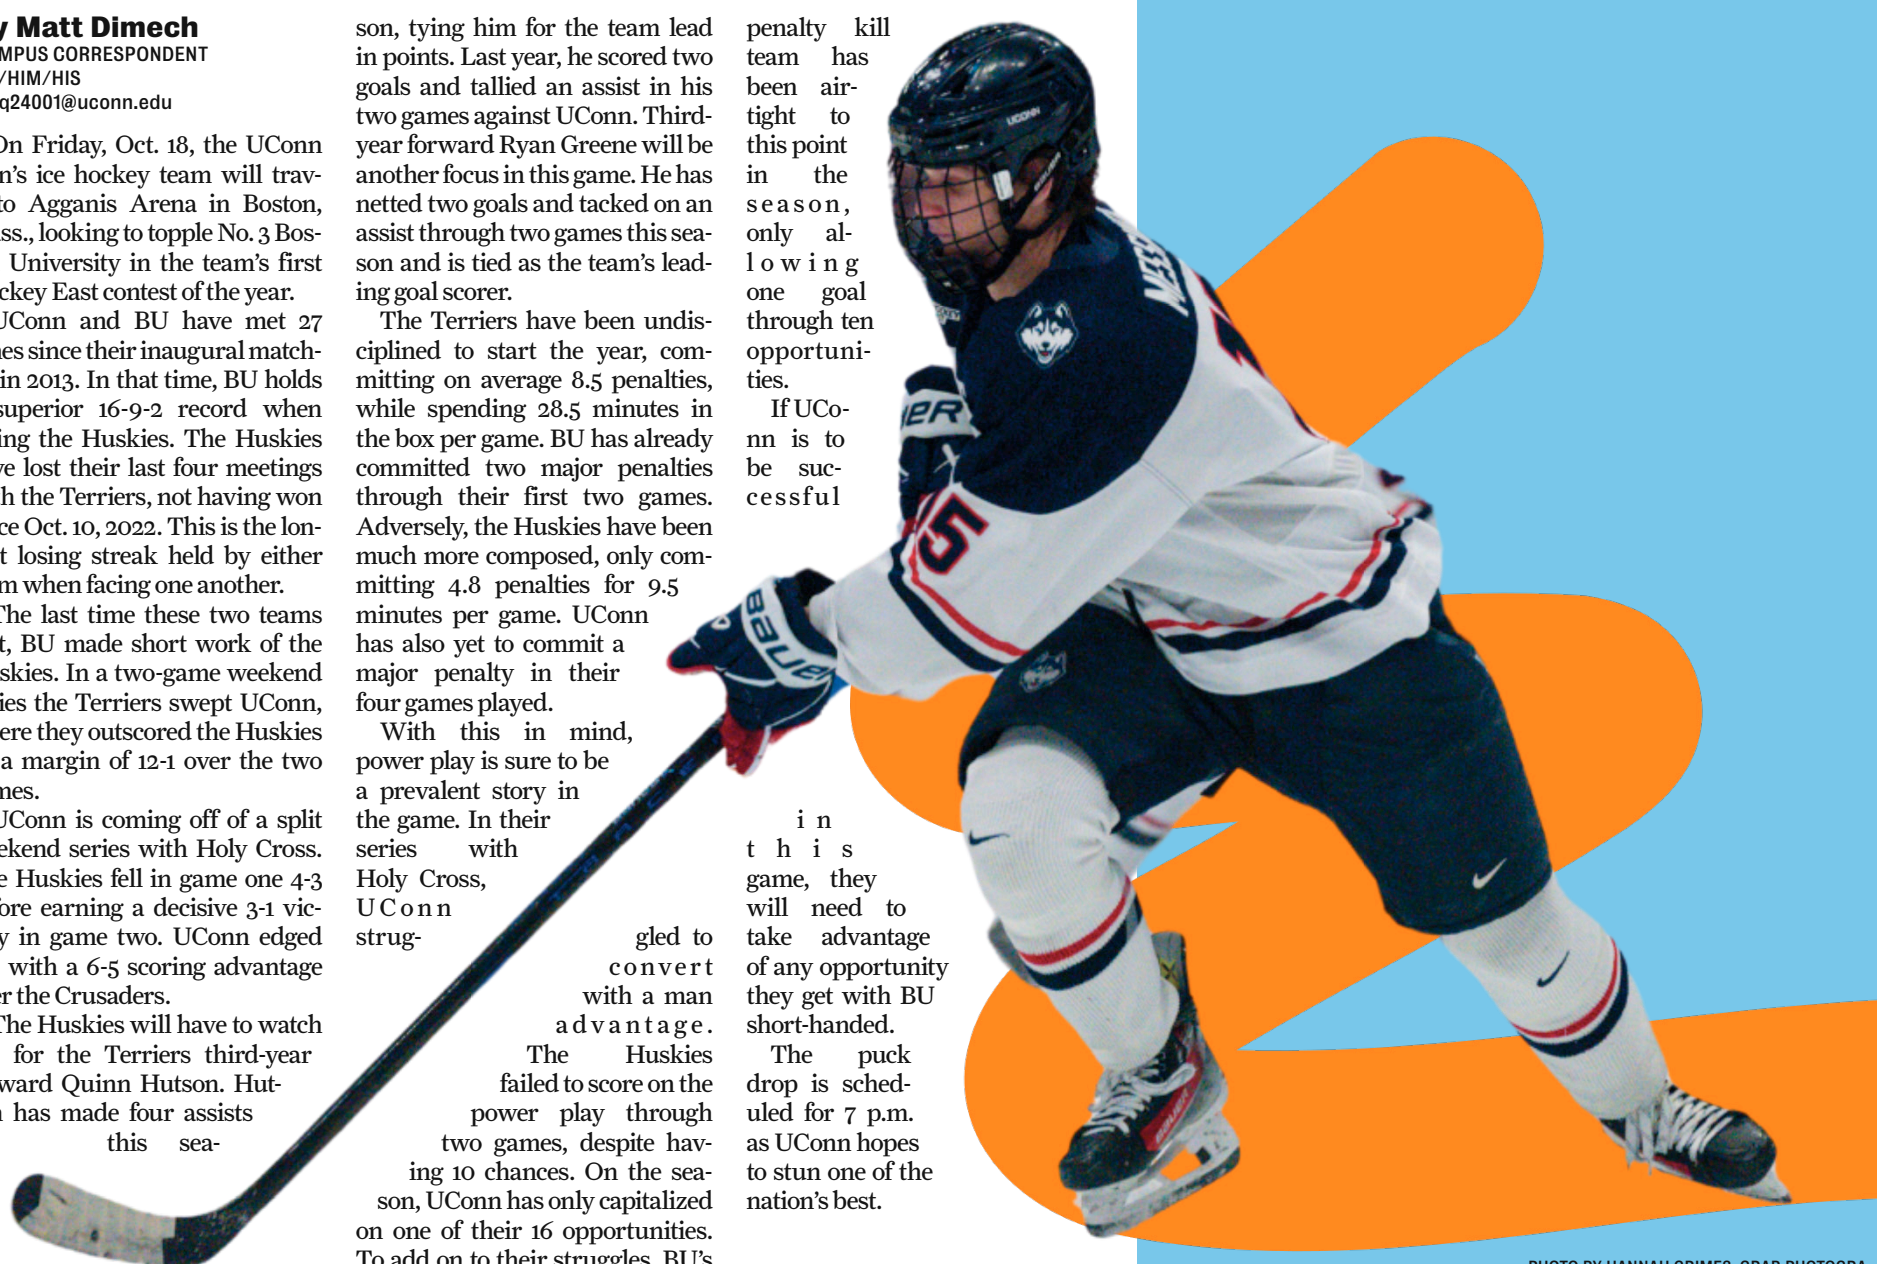 y Matt Dimech
MPUS CORRESPONDENT
/HIM/HIS
q24001@uconn.edu
On Friday, Oct. 18, the UConn
n's ice hockey team will trav-
to Agganis Arena in Boston,
ss., looking to topple No. 3 Bos-
University in the team's first
ckey East contest of the year.
UConn and BU have met 27
es since their inaugural match-
in 2013. In that time, BU holds
superior 16-9-2 record when
ing the Huskies. The Huskies
ve lost their last four meetings
h the Terriers, not having won
ce Oct. 10, 2022. This is the lon-
t losing streak held by either
m when facing one another.
The last time these two teams
t, BU made short work of the
skies. In a two-game weekend
ies the Terriers swept UConn,
ere they outscored the Huskies
a margin of 12-1 over the two
mes.
UConn is coming off of a split
ekend series with Holy Cross.
e Huskies fell in game one 4-3
fore earning a decisive 3-1 vic-
y in game two. UConn edged
with a 6-5 scoring advantage
er the Crusaders.
The Huskies will have to watch
for the Terriers third-year
ward Quinn Hutson. Hut-
n has made four assists
this sea-
son, tying him for the team lead
in points. Last year, he scored two
goals and tallied an assist in his
two games against UConn. Third-
year forward Ryan Greene will be
another focus in this game. He has
netted two goals and tacked on an
assist through two games this sea-
son and is tied as the team's lead-
ing goal scorer.
The Terriers have been undis-
ciplined to start the year, com-
mitting on average 8.5 penalties,
while spending 28.5 minutes in
the box per game. BU has already
committed two major penalties
through their first two games.
Adversely, the Huskies have been
much more composed, only com-
mitting 4.8 penalties for 9.5
minutes per game. UConn
has also yet to commit a
major penalty in their
four games played.
With this in mind,
power play is sure to be
a prevalent story in
the game. In their
series with
Holy Cross,
UConn
strug-
gled to
convert
with a man
advantage.
The Huskies
failed to score on the
power play through
two games, despite hav-
ing 10 chances. On the sea-
son, UConn has only capitalized
on one of their 16 opportunities.
To add on to their struggles, BU's
penalty kill
team has
been air-
tight to
this point
in the
season,
only al-
lowing
one goal
through ten
opportuni-
ties.
If UCo-
nn is to
be suc-
cessful
in
this
game, they
will need to
take advantage
of any opportunity
they get with BU
short-handed.
The puck
drop is sched-
uled for 7 p.m.
as UConn hopes
to stun one of the
nation's best.
UCONN
BAUER
NESS
15
UER
BAUER
BAUER
PHOTO BY HANNAH GRIMES, GRAB PHOTOGRA